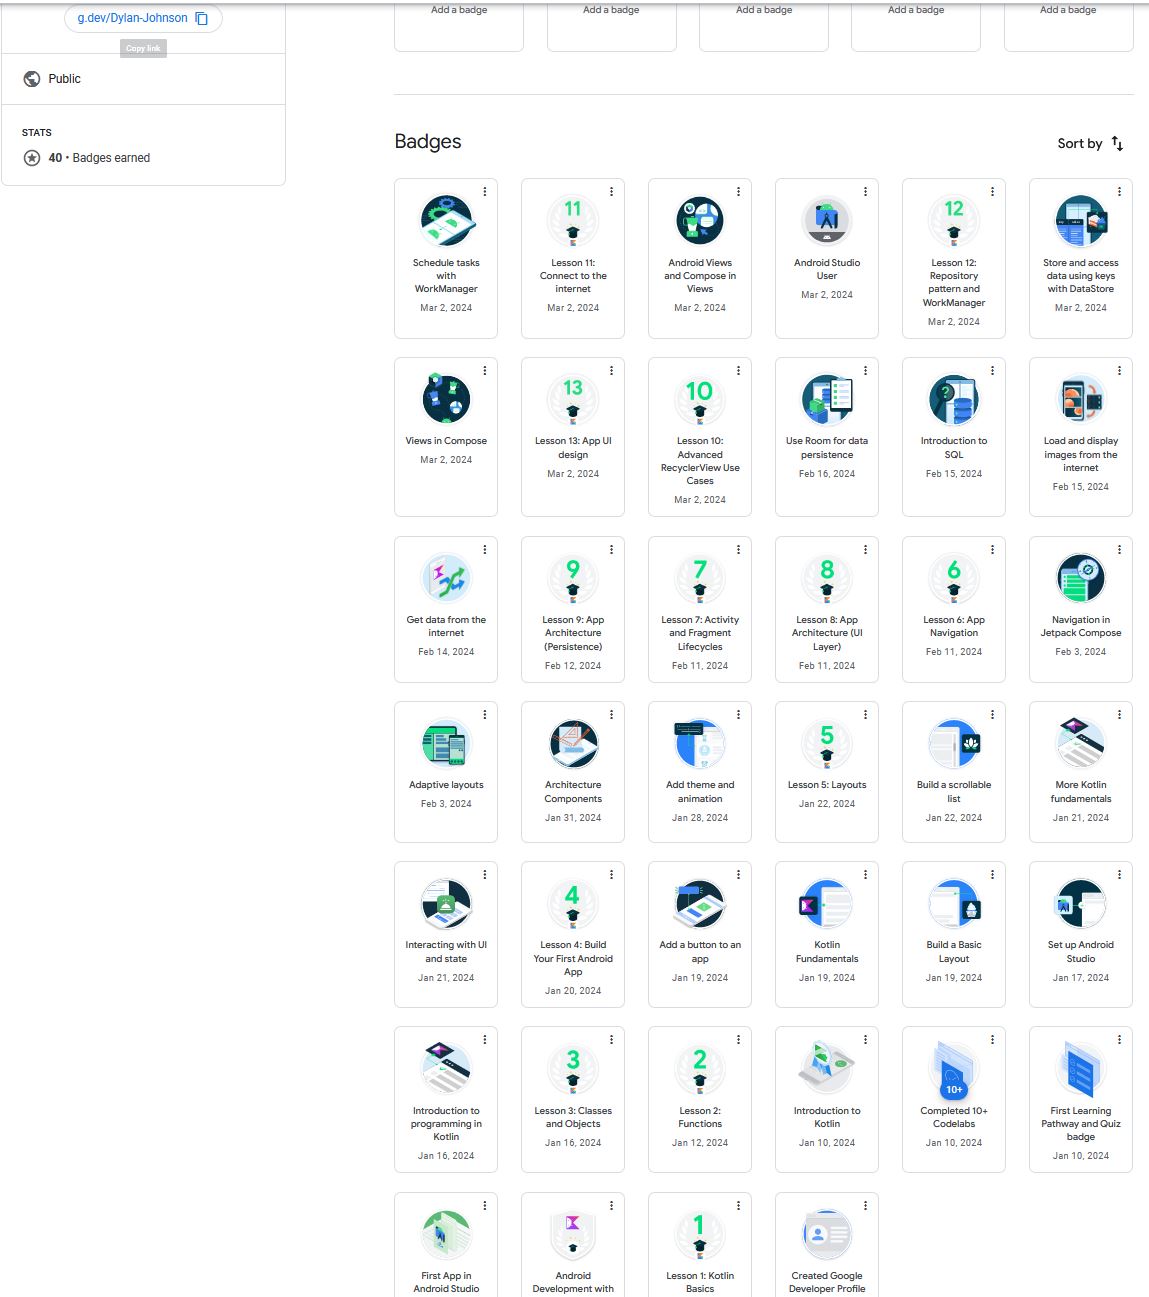 g.dev/Dylan-Johnson
Copy link
Public
STATS
40 • Badges earned
Add a badge
Add a badge
Add a badge
Add a badge
Add a badge
Badges
Sort by
Schedule tasks
with
WorkManager
Mar 2, 2024
11
Lesson 11:
Connect to the
internet
Mar 2, 2024
Android Views
and Compose in
Views
Mar 2, 2024
Android Studio
User
Mar 2, 2024
12
Lesson 12:
Repository
pattern and
WorkManager
Mar 2, 2024
Store and access
data using keys
with DataStore
Mar 2, 2024
Views in Compose
Mar 2, 2024
13
Lesson 13: App UI
design
Mar 2, 2024
10
Lesson 10:
Advanced
RecyclerView Use
Cases
Mar 2, 2024
Use Room for data
persistence
Feb 16, 2024
?
Introduction to
SQL
Feb 15, 2024
Load and display
images from the
internet
Feb 15, 2024
Get data from the
internet
Feb 14, 2024
9
Lesson 9: App
Architecture
(Persistence)
Feb 12, 2024
7
Lesson 7: Activity
and Fragment
Lifecycles
Feb 11, 2024
8
Lesson 8: App
Architecture (UI
Layer)
Feb 11, 2024
6
Lesson 6: App
Navigation
Feb 11, 2024
Navigation in
Jetpack Compose
Feb 3, 2024
Adaptive layouts
Feb 3, 2024
Architecture
Components
Jan 31, 2024
Add theme and
animation
Jan 28, 2024
5
Lesson 5: Layouts
Jan 22, 2024
Build a scrollable
list
Jan 22, 2024
More Kotlin
fundamentals
Jan 21, 2024
Interacting with UI
and state
Jan 21, 2024
4
Lesson 4: Build
Your First Android
App
Jan 20, 2024
Add a button to an
app
Jan 19, 2024
Kotlin
Fundamentals
Jan 19, 2024
Build a Basic
Layout
Jan 19, 2024
Set up Android
Studio
Jan 17, 2024
Introduction to
programming in
Kotlin
Jan 16, 2024
3
Lesson 3: Classes
and Objects
Jan 16, 2024
2
Lesson 2:
Functions
Jan 12, 2024
Introduction to
Kotlin
Jan 10, 2024
10+
Completed 10+
Codelabs
Jan 10, 2024
First Learning
Pathway and Quiz
badge
Jan 10, 2024
First App in
Android Studio
Android
Development with
1
Lesson 1: Kotlin
Basics
Created Google
Developer Profile